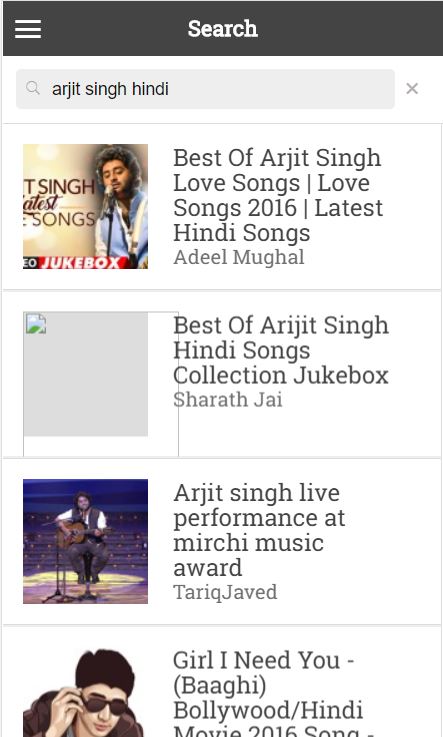 Search
arjit singh hindi
Best Of Arjit Singh
Love Songs | Love
Songs 2016 | Latest
Hindi Songs
Adeel Mughal
IT SINGH
atest
E SONGS
EO JUKEBOX
Best Of Arijit Singh
Hindi Songs
Collection Jukebox
Sharath Jai
Arjit singh live
performance at
mirchi music
award
TariqJaved
Girl I Need You -
(Baaghi)
Bollywood/Hindi
Movie 2016 Song -